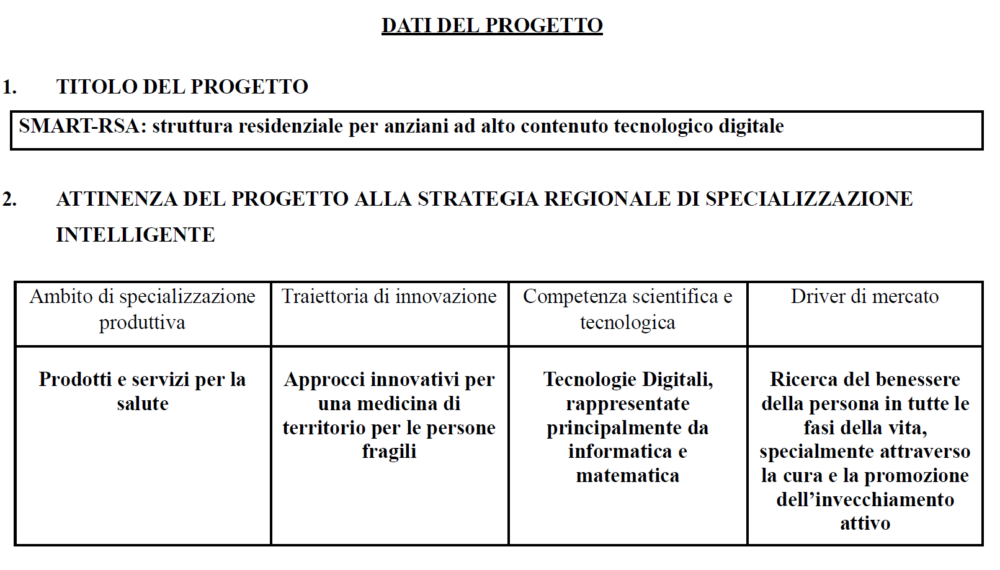 DATI DEL PROGETTO
1. TITOLO DEL PROGETTO
SMART-RSA: struttura residenziale per anziani ad alto contenuto tecnologico digitale
2. ATTINENZA DEL PROGETTO ALLA STRATEGIA REGIONALE DI SPECIALIZZAZIONE
INTELLIGENTE
Ambito di specializzazione
produttiva
Traiettoria di innovazione
Competenza scientifica e
tecnologica
Driver di mercato
Prodotti e servizi per la
salute
Approcci innovativi per
una medicina di
territorio per le persone
fragili
Tecnologie Digitali,
rappresentate
principalmente da
informatica e
matematica
Ricerca del benessere
della persona in tutte le
fasi della vita,
specialmente attraverso
la cura e la promozione
dell’invecchiamento
attivo